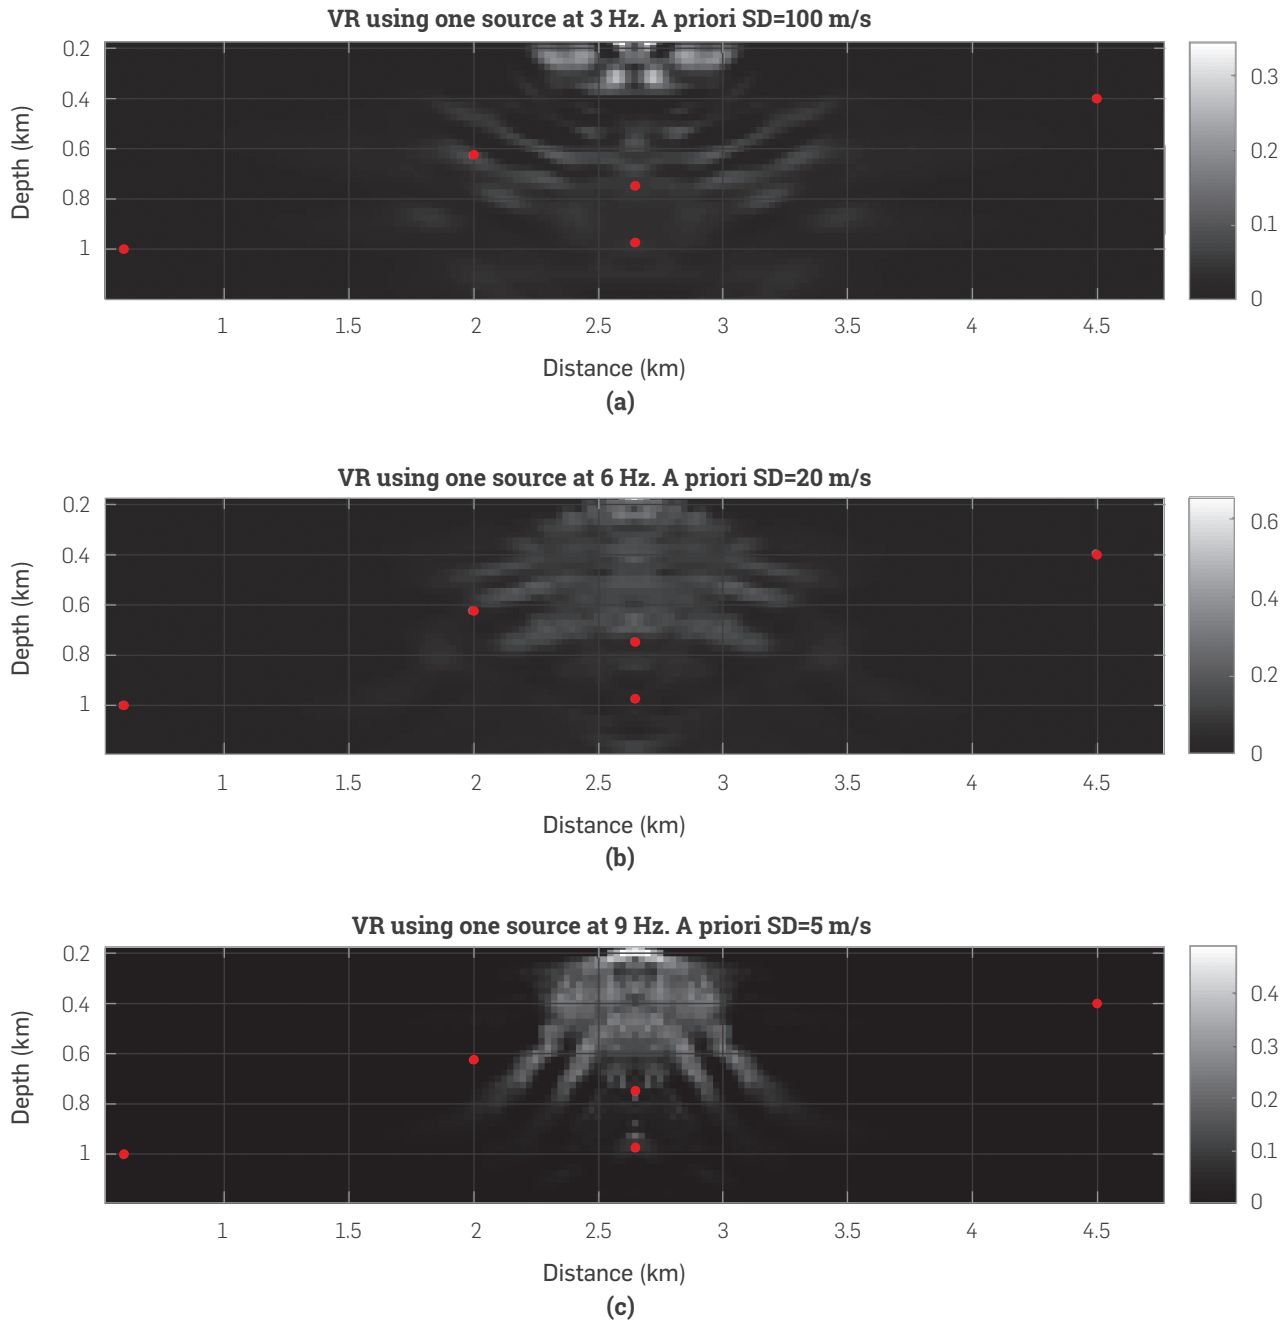 VR using one source at 3 Hz. A priori SD=100 m/s
0.2
0.4
0.6
0.8
1
Depth (km)
1 1.5 2 2.5 3 3.5 4 4.5
Distance (km)
0.3
0.2
0.1
0
(a)
VR using one source at 6 Hz. A priori SD=20 m/s
0.2
0.4
0.6
0.8
1
Depth (km)
1 1.5 2 2.5 3 3.5 4 4.5
Distance (km)
0.6
0.4
0.2
0
(b)
VR using one source at 9 Hz. A priori SD=5 m/s
0.2
0.4
0.6
0.8
1
Depth (km)
1 1.5 2 2.5 3 3.5 4 4.5
Distance (km)
0.4
0.3
0.2
0.1
0
(c)